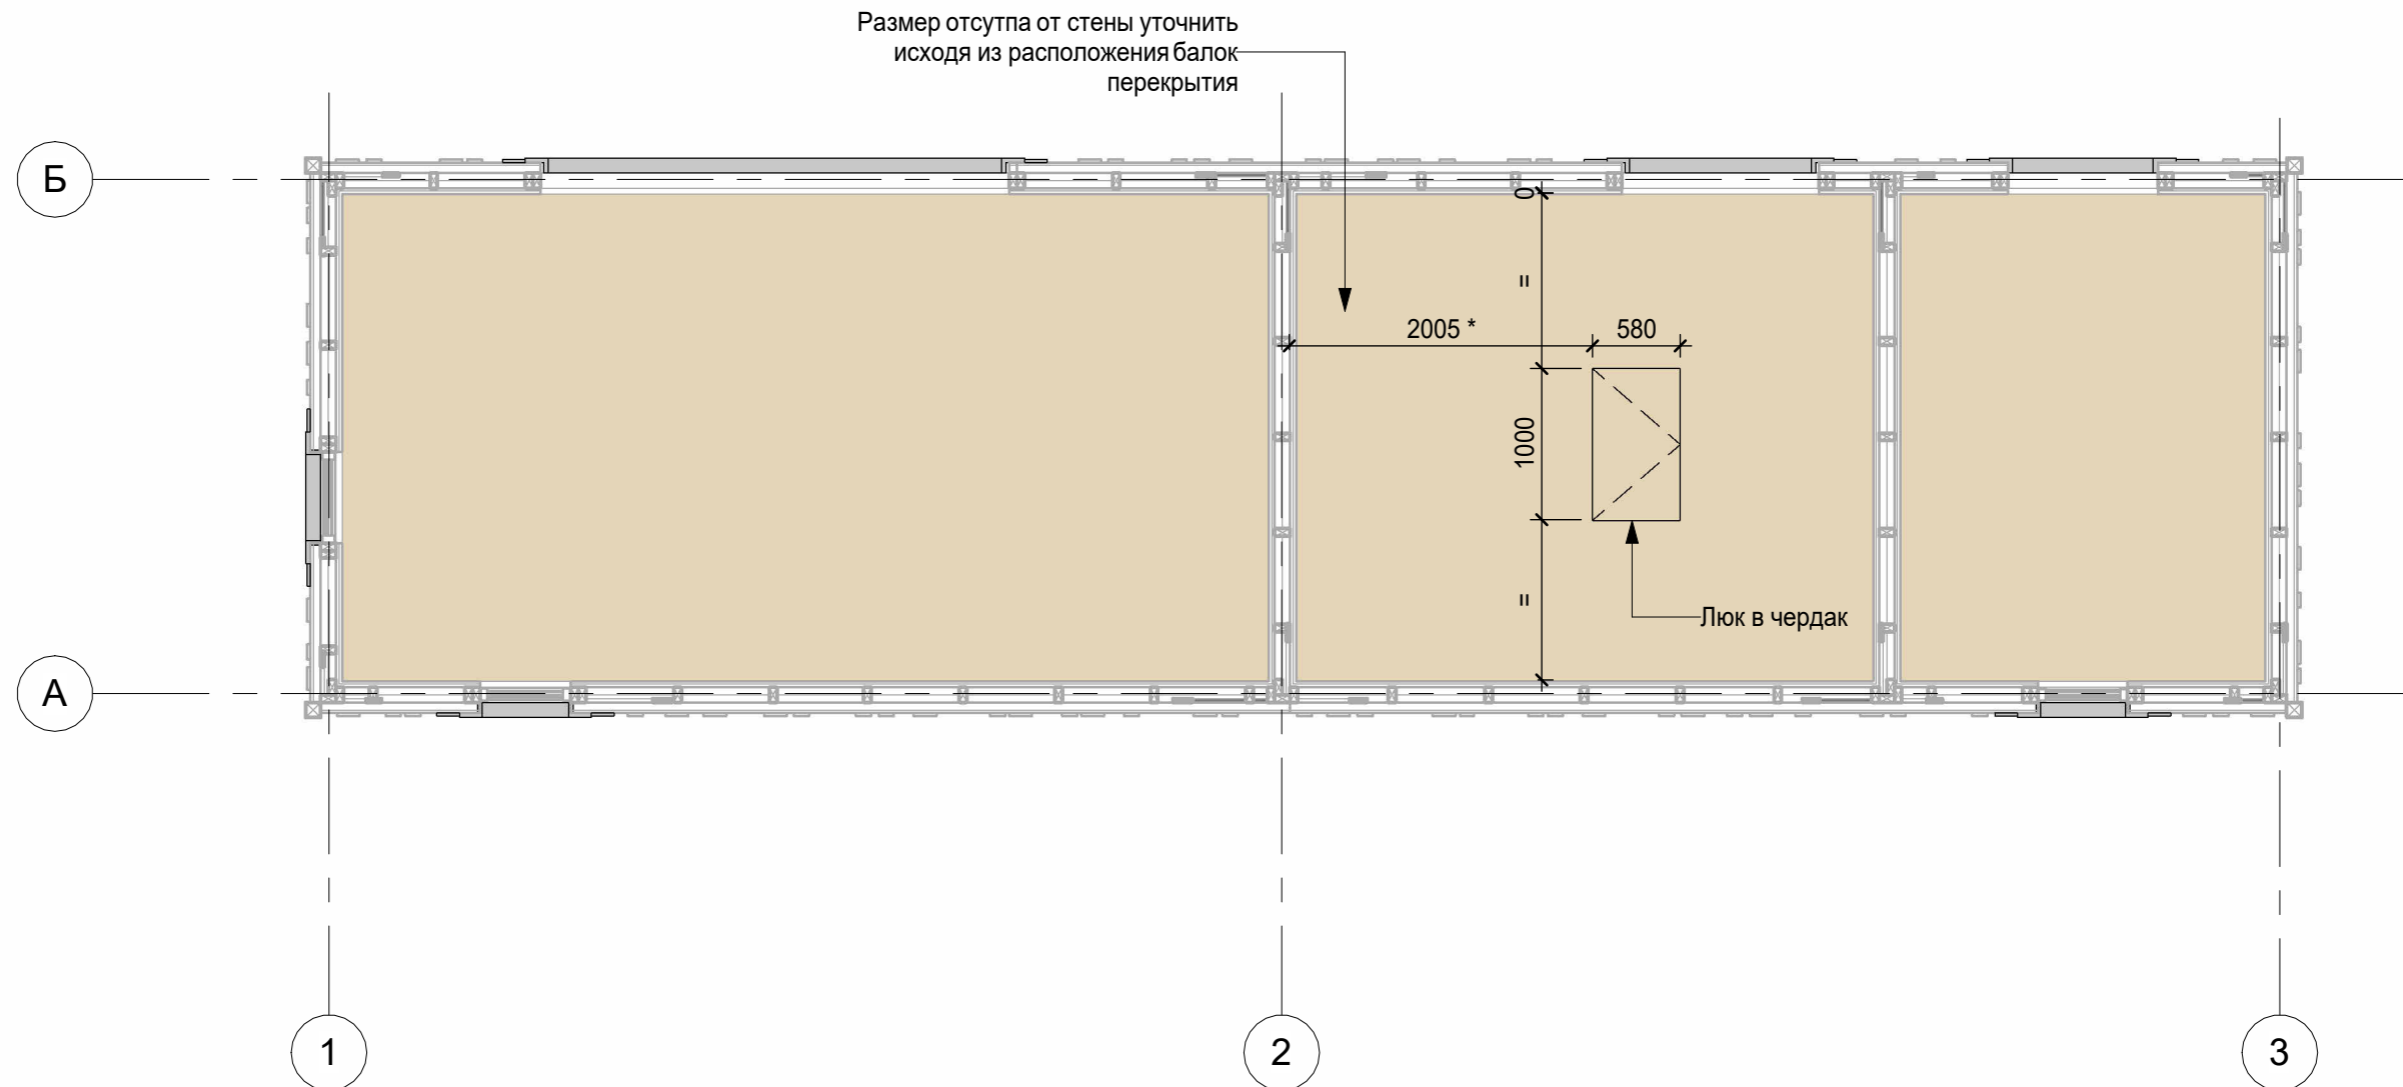 Размер отсутпа от стены уточнить
исходя из расположения балок
перекрытия
Б
0
=
2005 *
580
1000
=
Люк в чердак
А
1
2
3